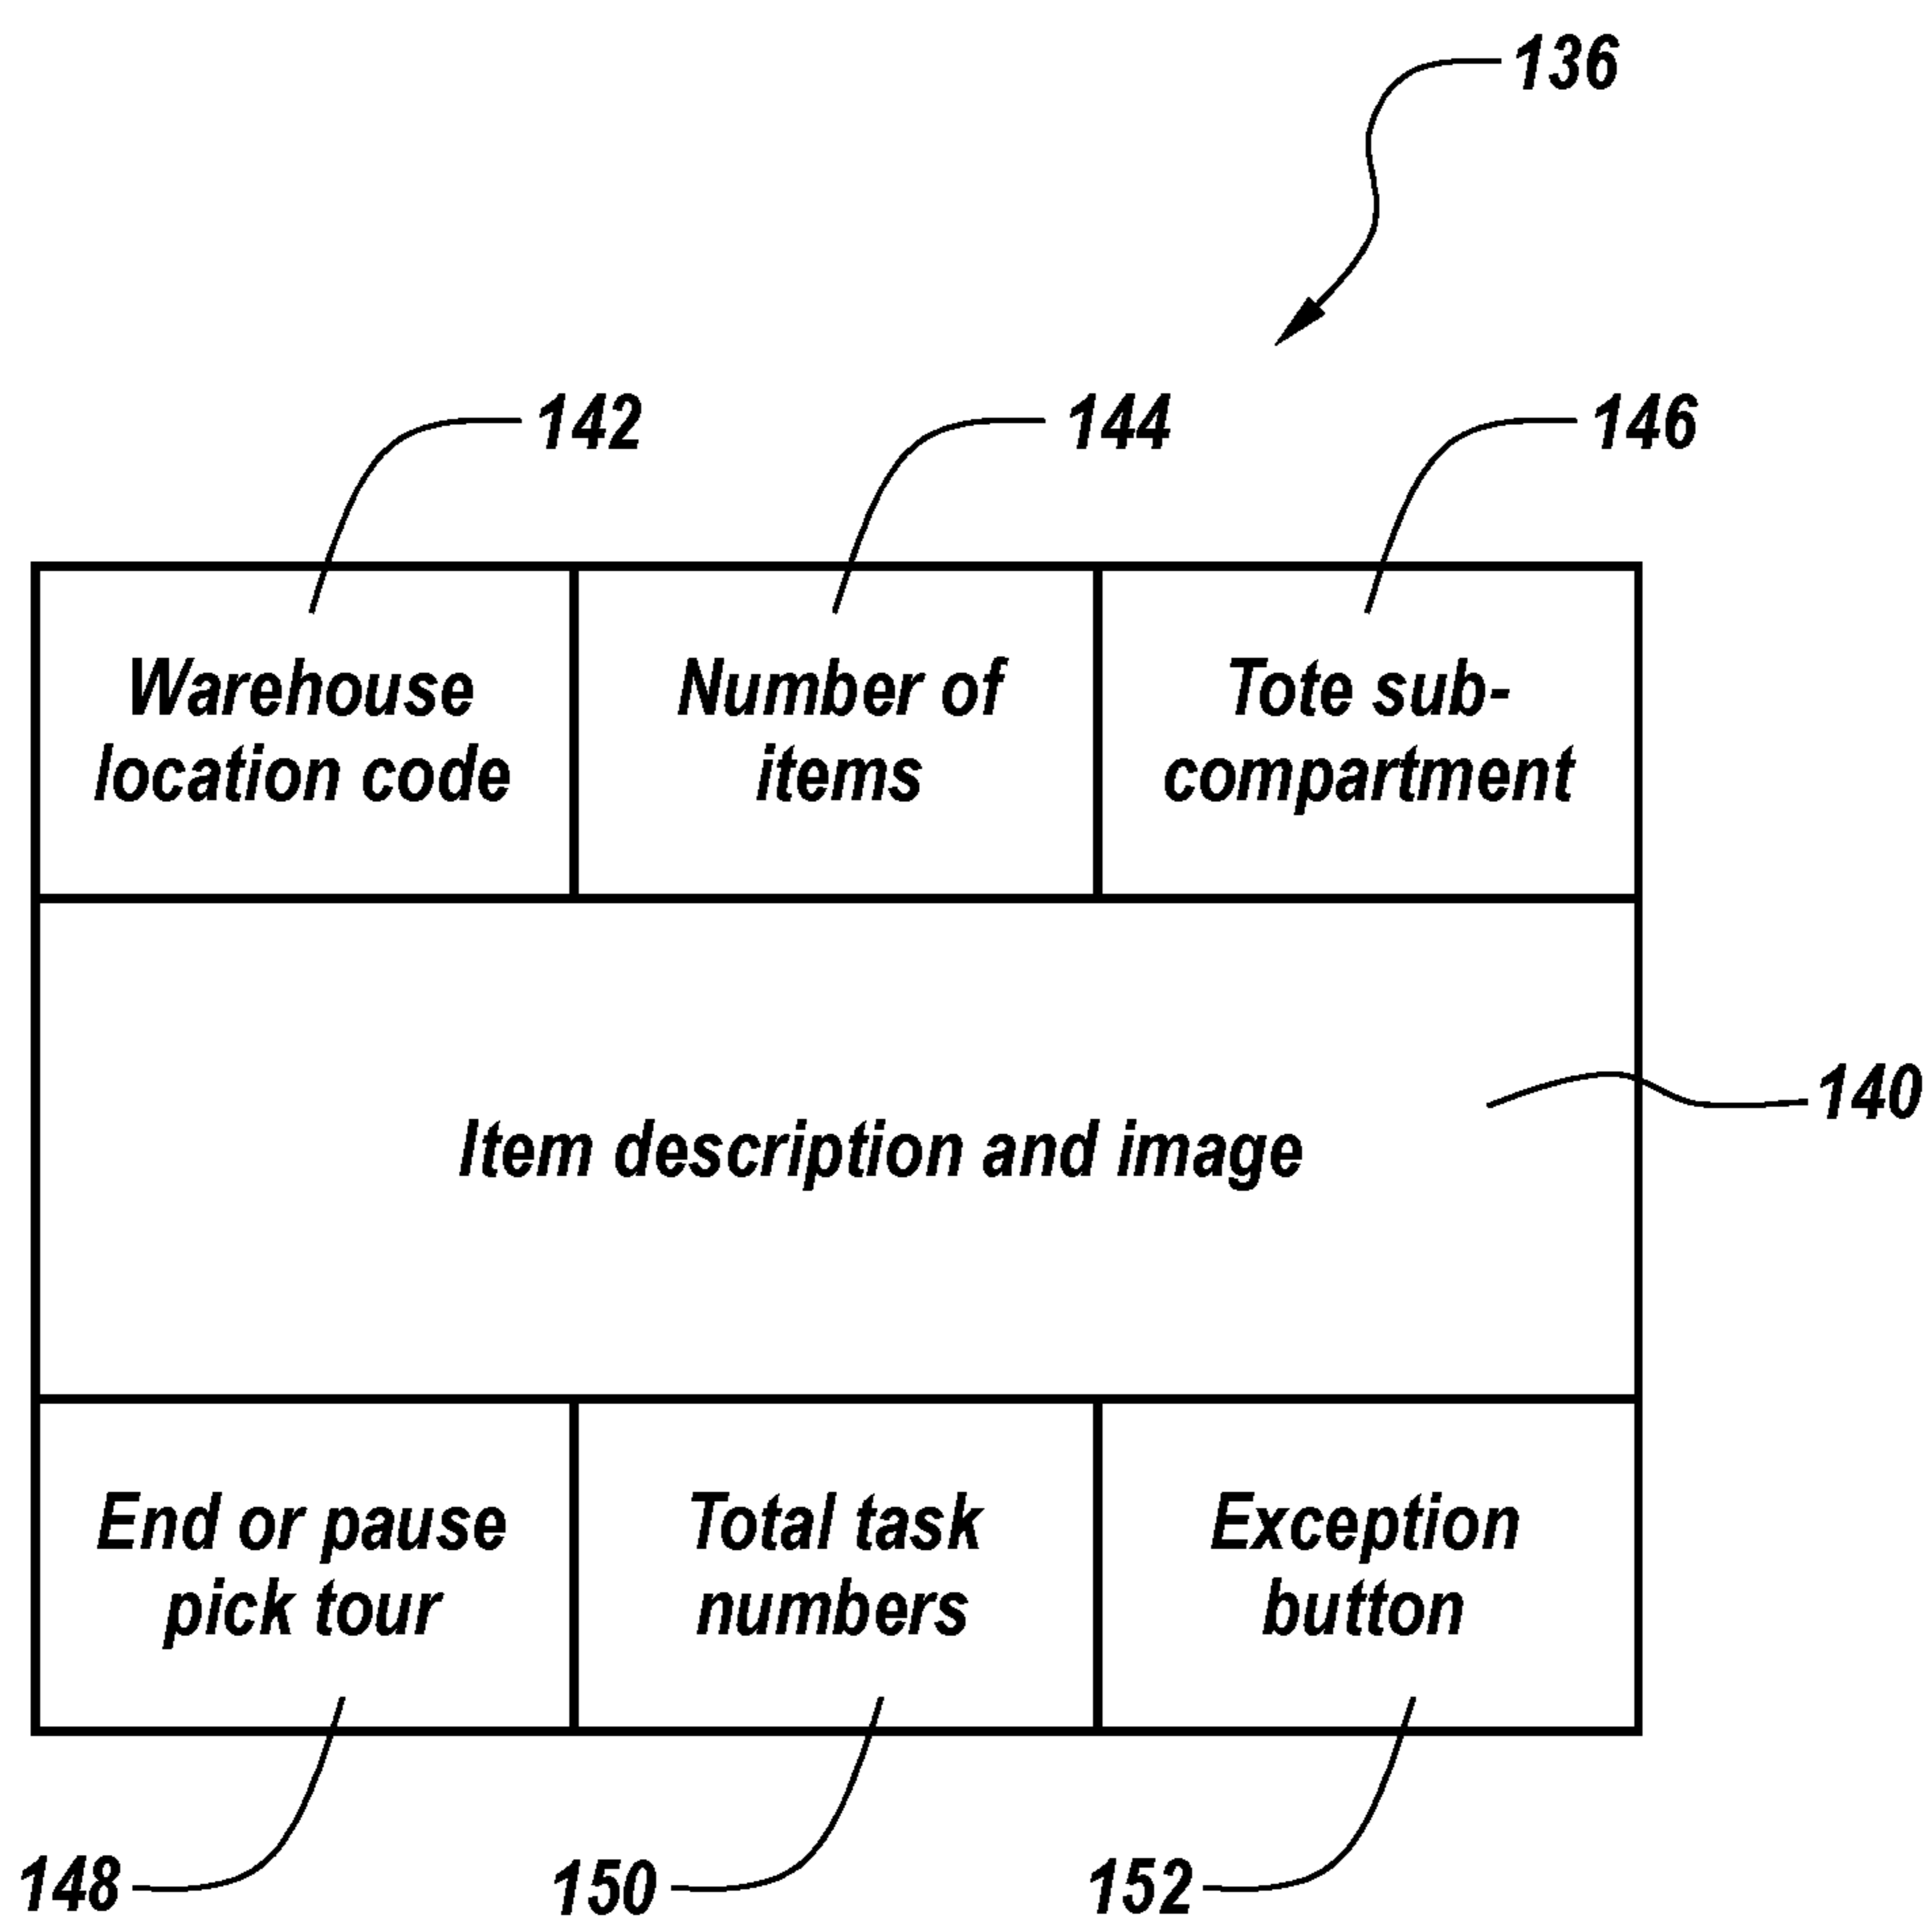 136
142
144
146
Warehouse
location code
Number of
items
Tote sub-
compartment
Item description and image
140
End or pause
pick tour
Total task
numbers
Exception
button
148
150
152